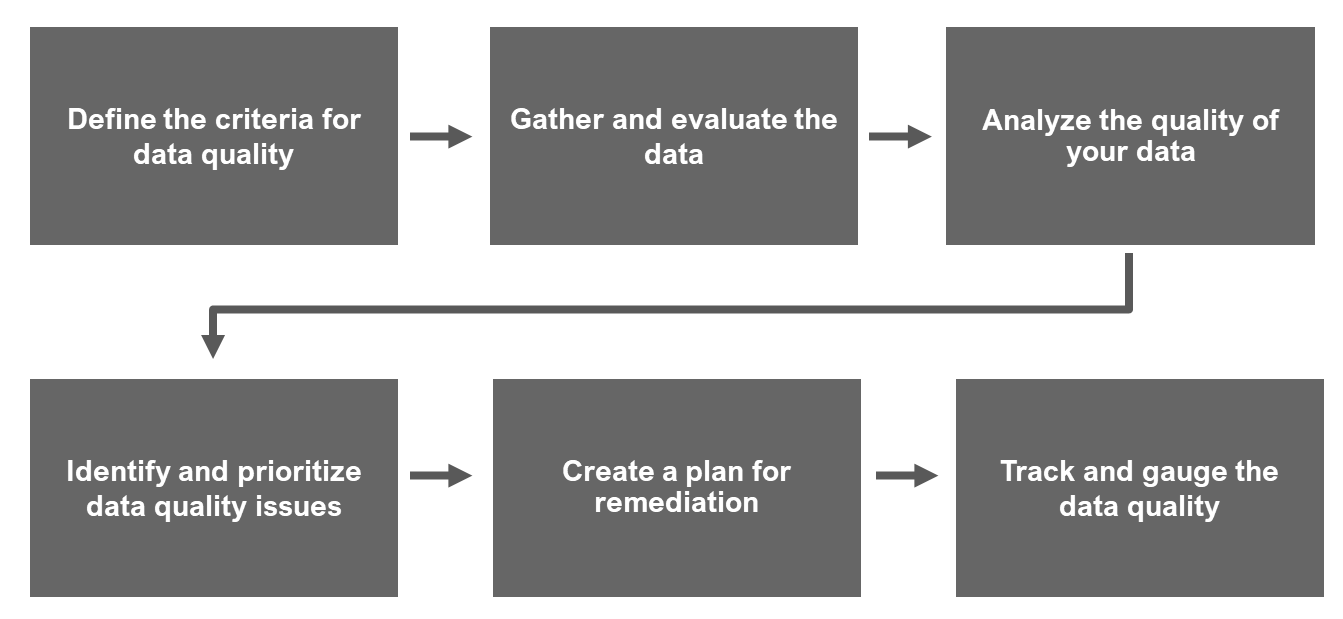 Define the criteria for
data quality
Gather and evaluate the
data
Analyze the quality of
your data
Identify and prioritize
data quality issues
Create a plan for
remediation
Track and gauge the
data quality